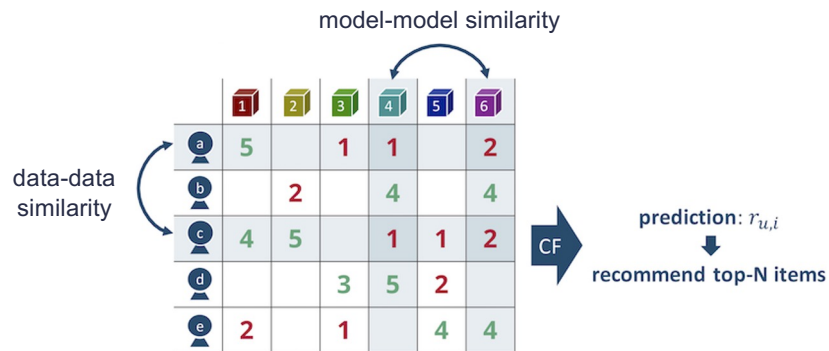 model-model similarity
1 2 3 4 5 6
a 5 1 1 2
data-data
similarity
b 2 4 4
c 4 5 1 1 2
CF
prediction: r_{u,i}
recommend top-N items
d 3 5 2
e 2 1 4 4